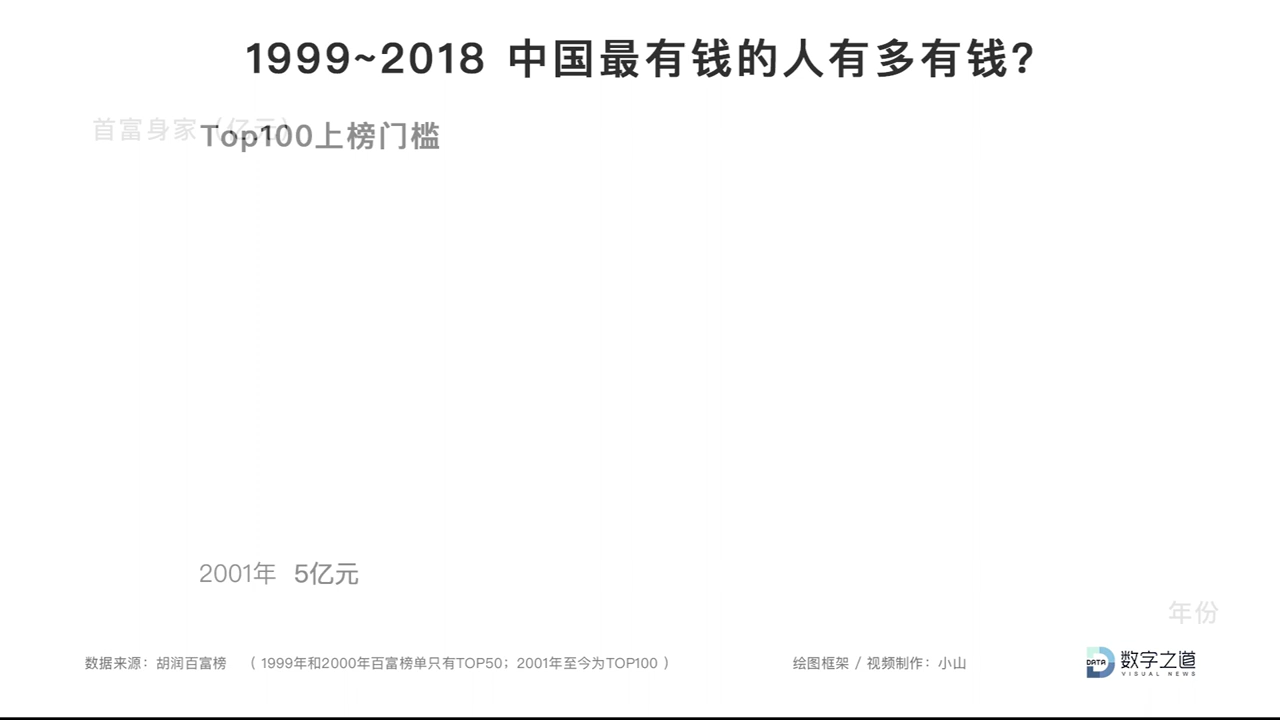 1999~2018 中国最有钱的人有多有钱?
首富身家（亿元）
Top100上榜门槛
2001年 5亿元
年份
数据来源：胡润百富榜 （ 1999年和2000年百富榜单只有TOP50；2001年至今为TOP100 ）
绘图框架 / 视频制作：小山
DATA 数字之道
VISUAL NEWS